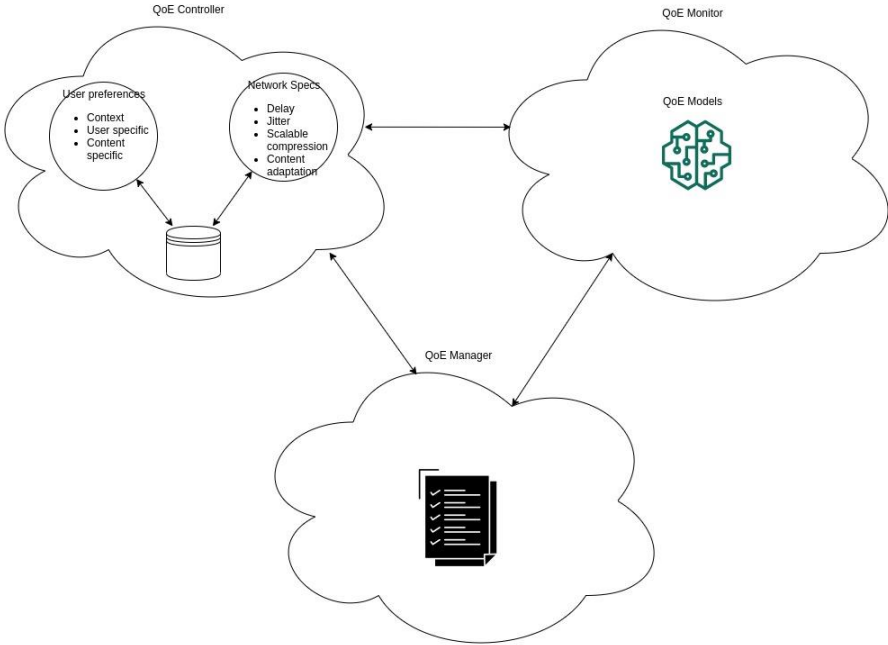 QoE Controller
QoE Monitor
User preferences
Context
User specific
Content
specific
Network Specs
Delay
Jitter
Scalable
compression
Content
adaptation
QoE Models
QoE Manager